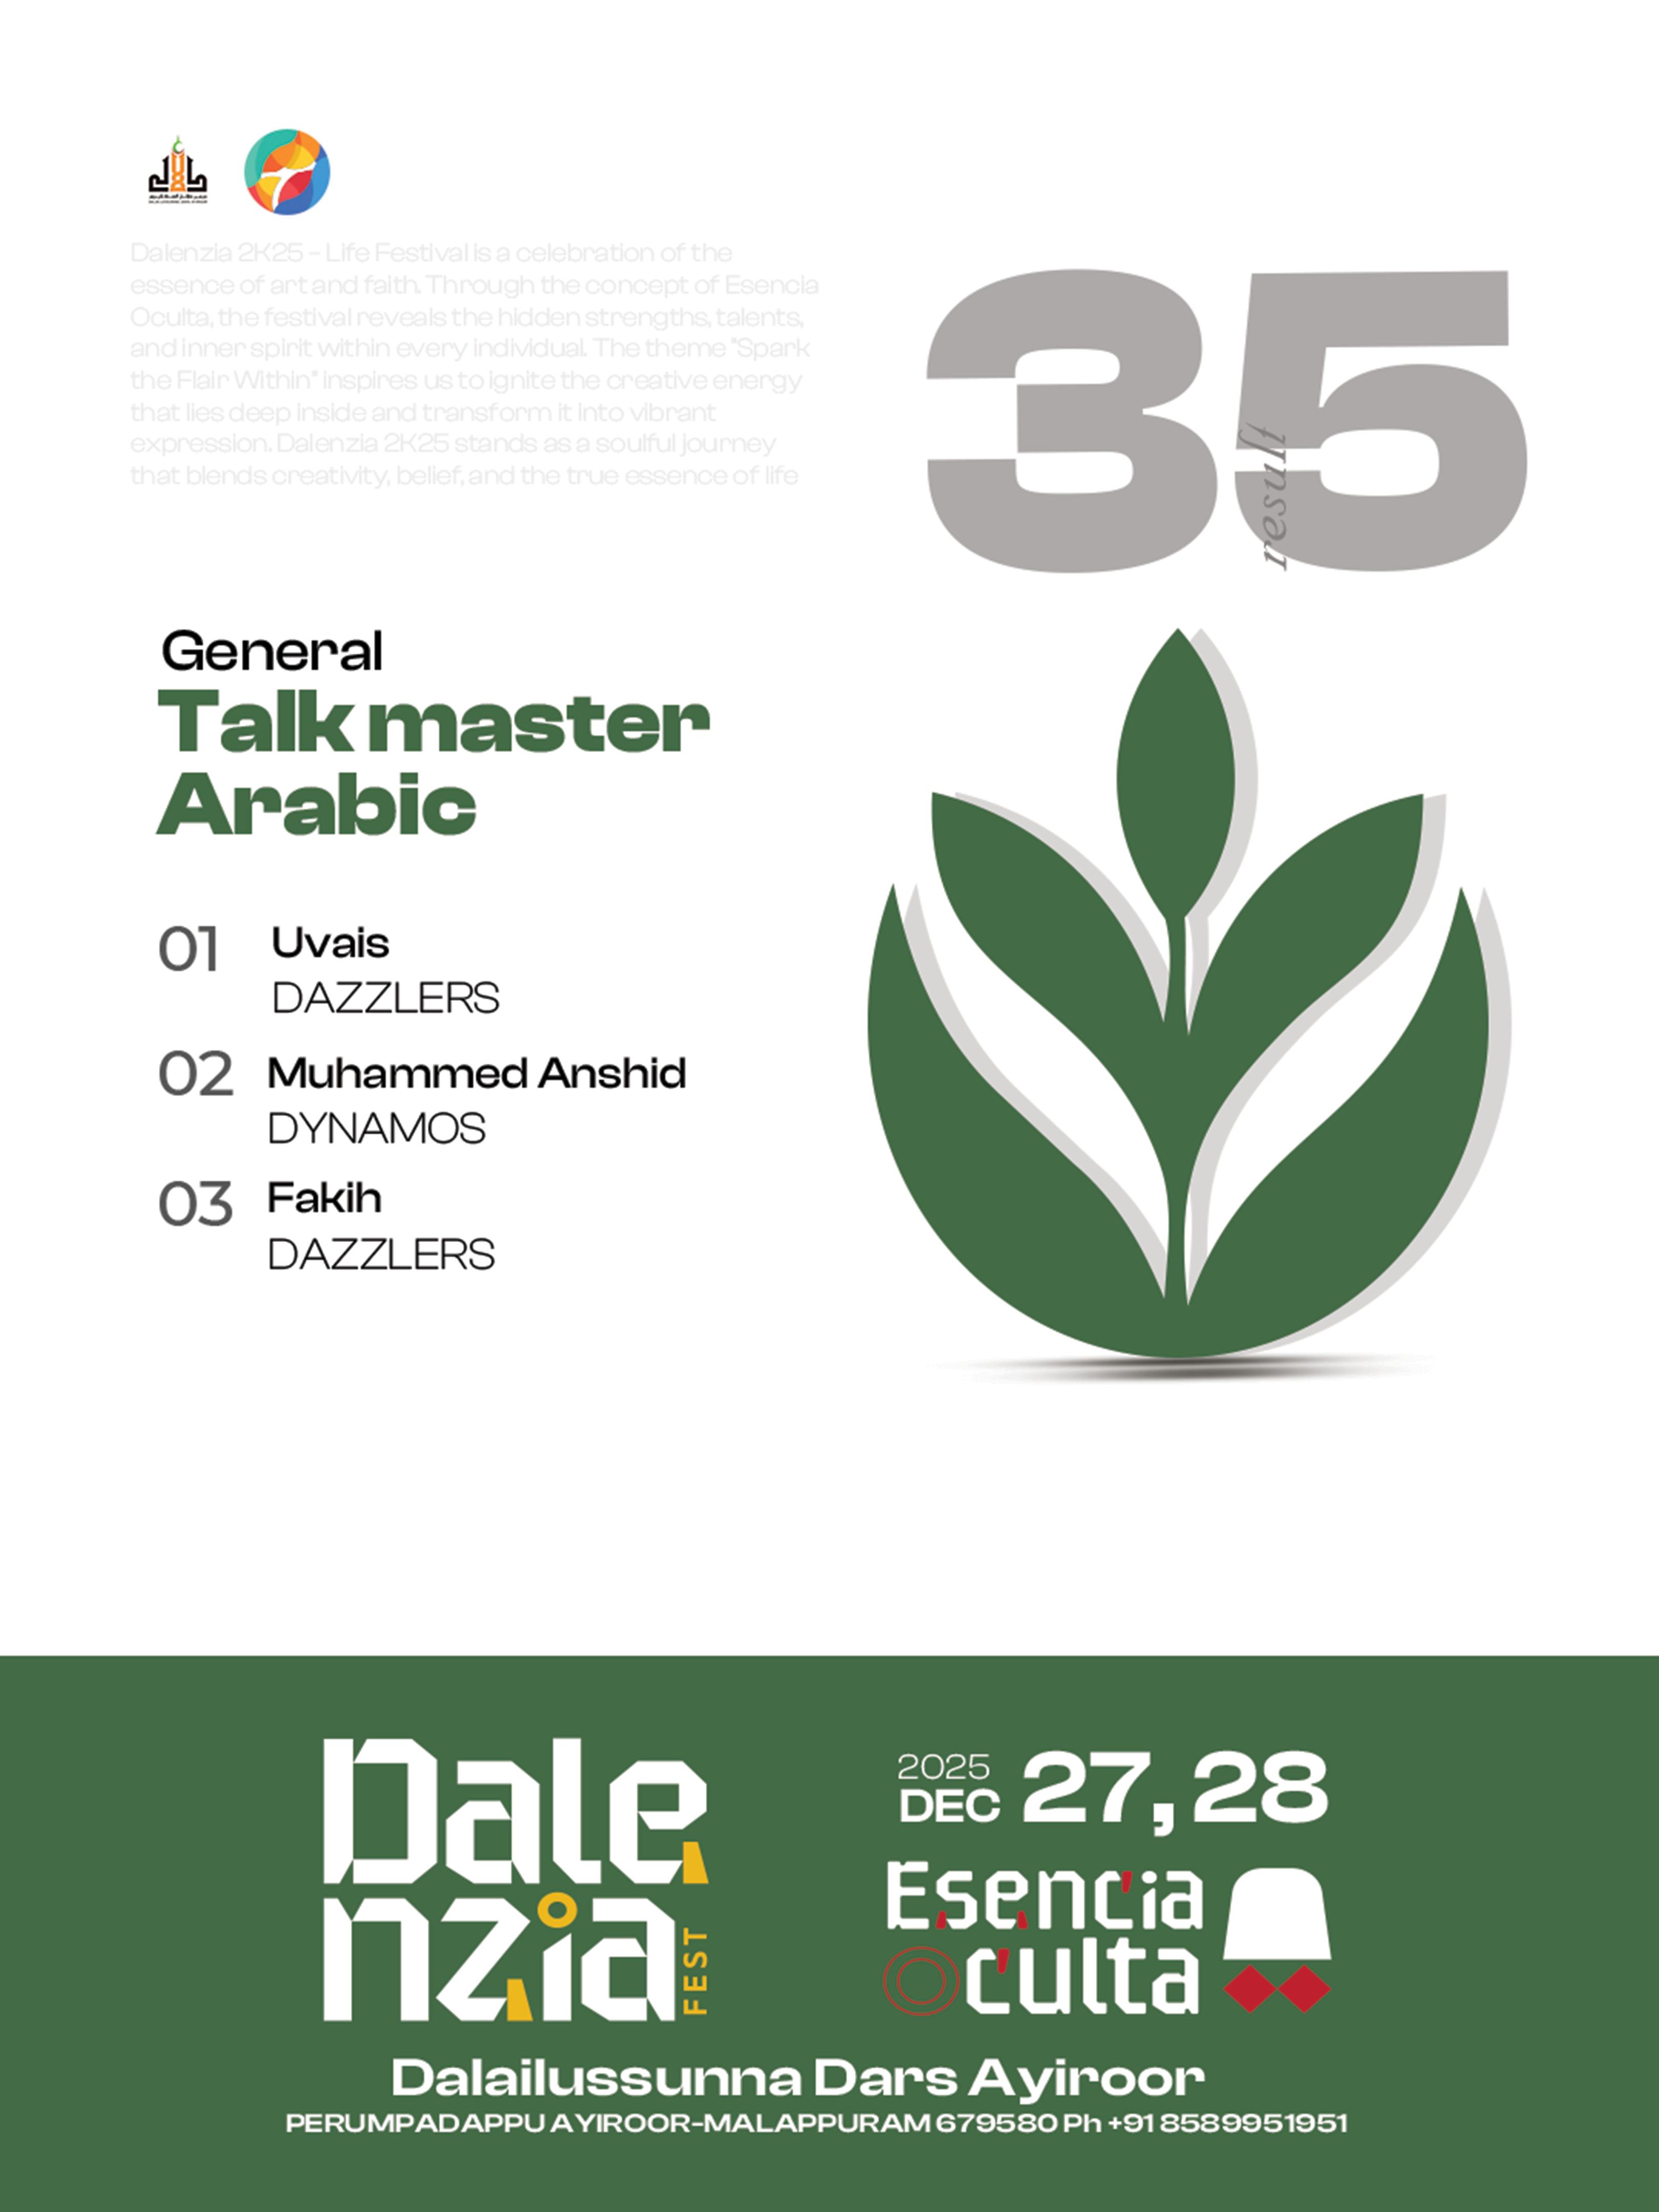 Dalenzia 2K25 - Life Festival is a celebration of the
essence of art and faith. Through the concept of Esencia
Oculta, the festival reveals the hidden strengths, talents,
and inner spirit within every individual. The theme "Spark
the Flair Within" inspires us to ignite the creative energy
that lies deep inside and transform it into vibrant
expression. Dalenzia 2K25 stands as a soulful journey
that blends creativity, belief, and the true essence of life
35
result
General
Talk master
Arabic
01 Uvais
DAZZLERS
02 Muhammed Anshid
DYNAMOS
03 Fakih
DAZZLERS
Dale
nzia
FEST
2025
DEC 27, 28
Esencia
Oculta
Dalailussunna Dars Ayiroor
PERUMPADAPPU AYIROOR-MALAPPURAM 679580 Ph +91 8589951951